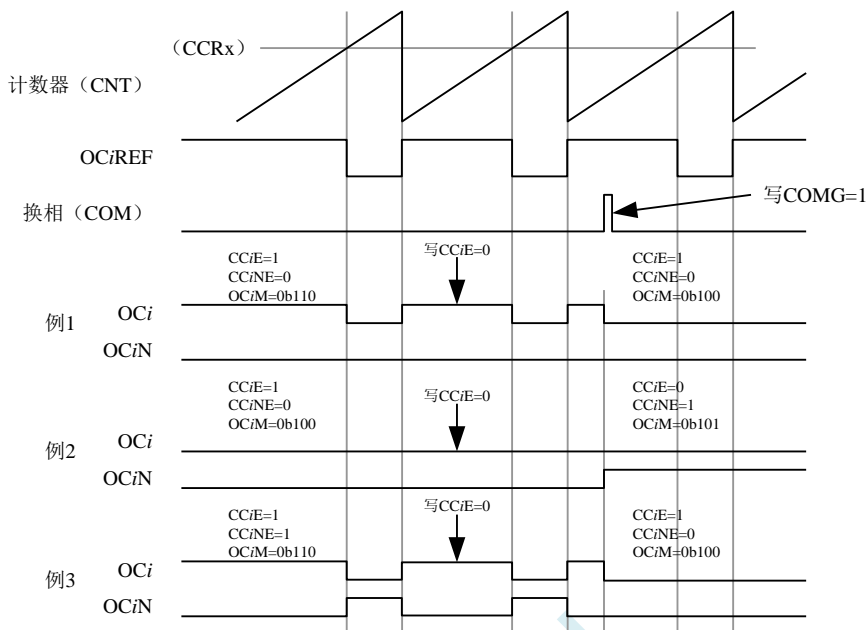 （CCRx）
计数器（CNT）
OCiREF
换相（COM）
写COMG=1
CCiE=1
CCiNE=0
OCiM=0b110
写CCiE=0
CCiE=1
CCiNE=0
OCiM=0b100
例1
OCi
OCiN
CCiE=1
CCiNE=0
OCiM=0b100
写CCiE=0
CCiE=0
CCiNE=1
OCiM=0b101
例2
OCi
OCiN
CCiE=1
CCiNE=1
OCiM=0b110
写CCiE=0
CCiE=1
CCiNE=0
OCiM=0b100
例3
OCi
OCiN